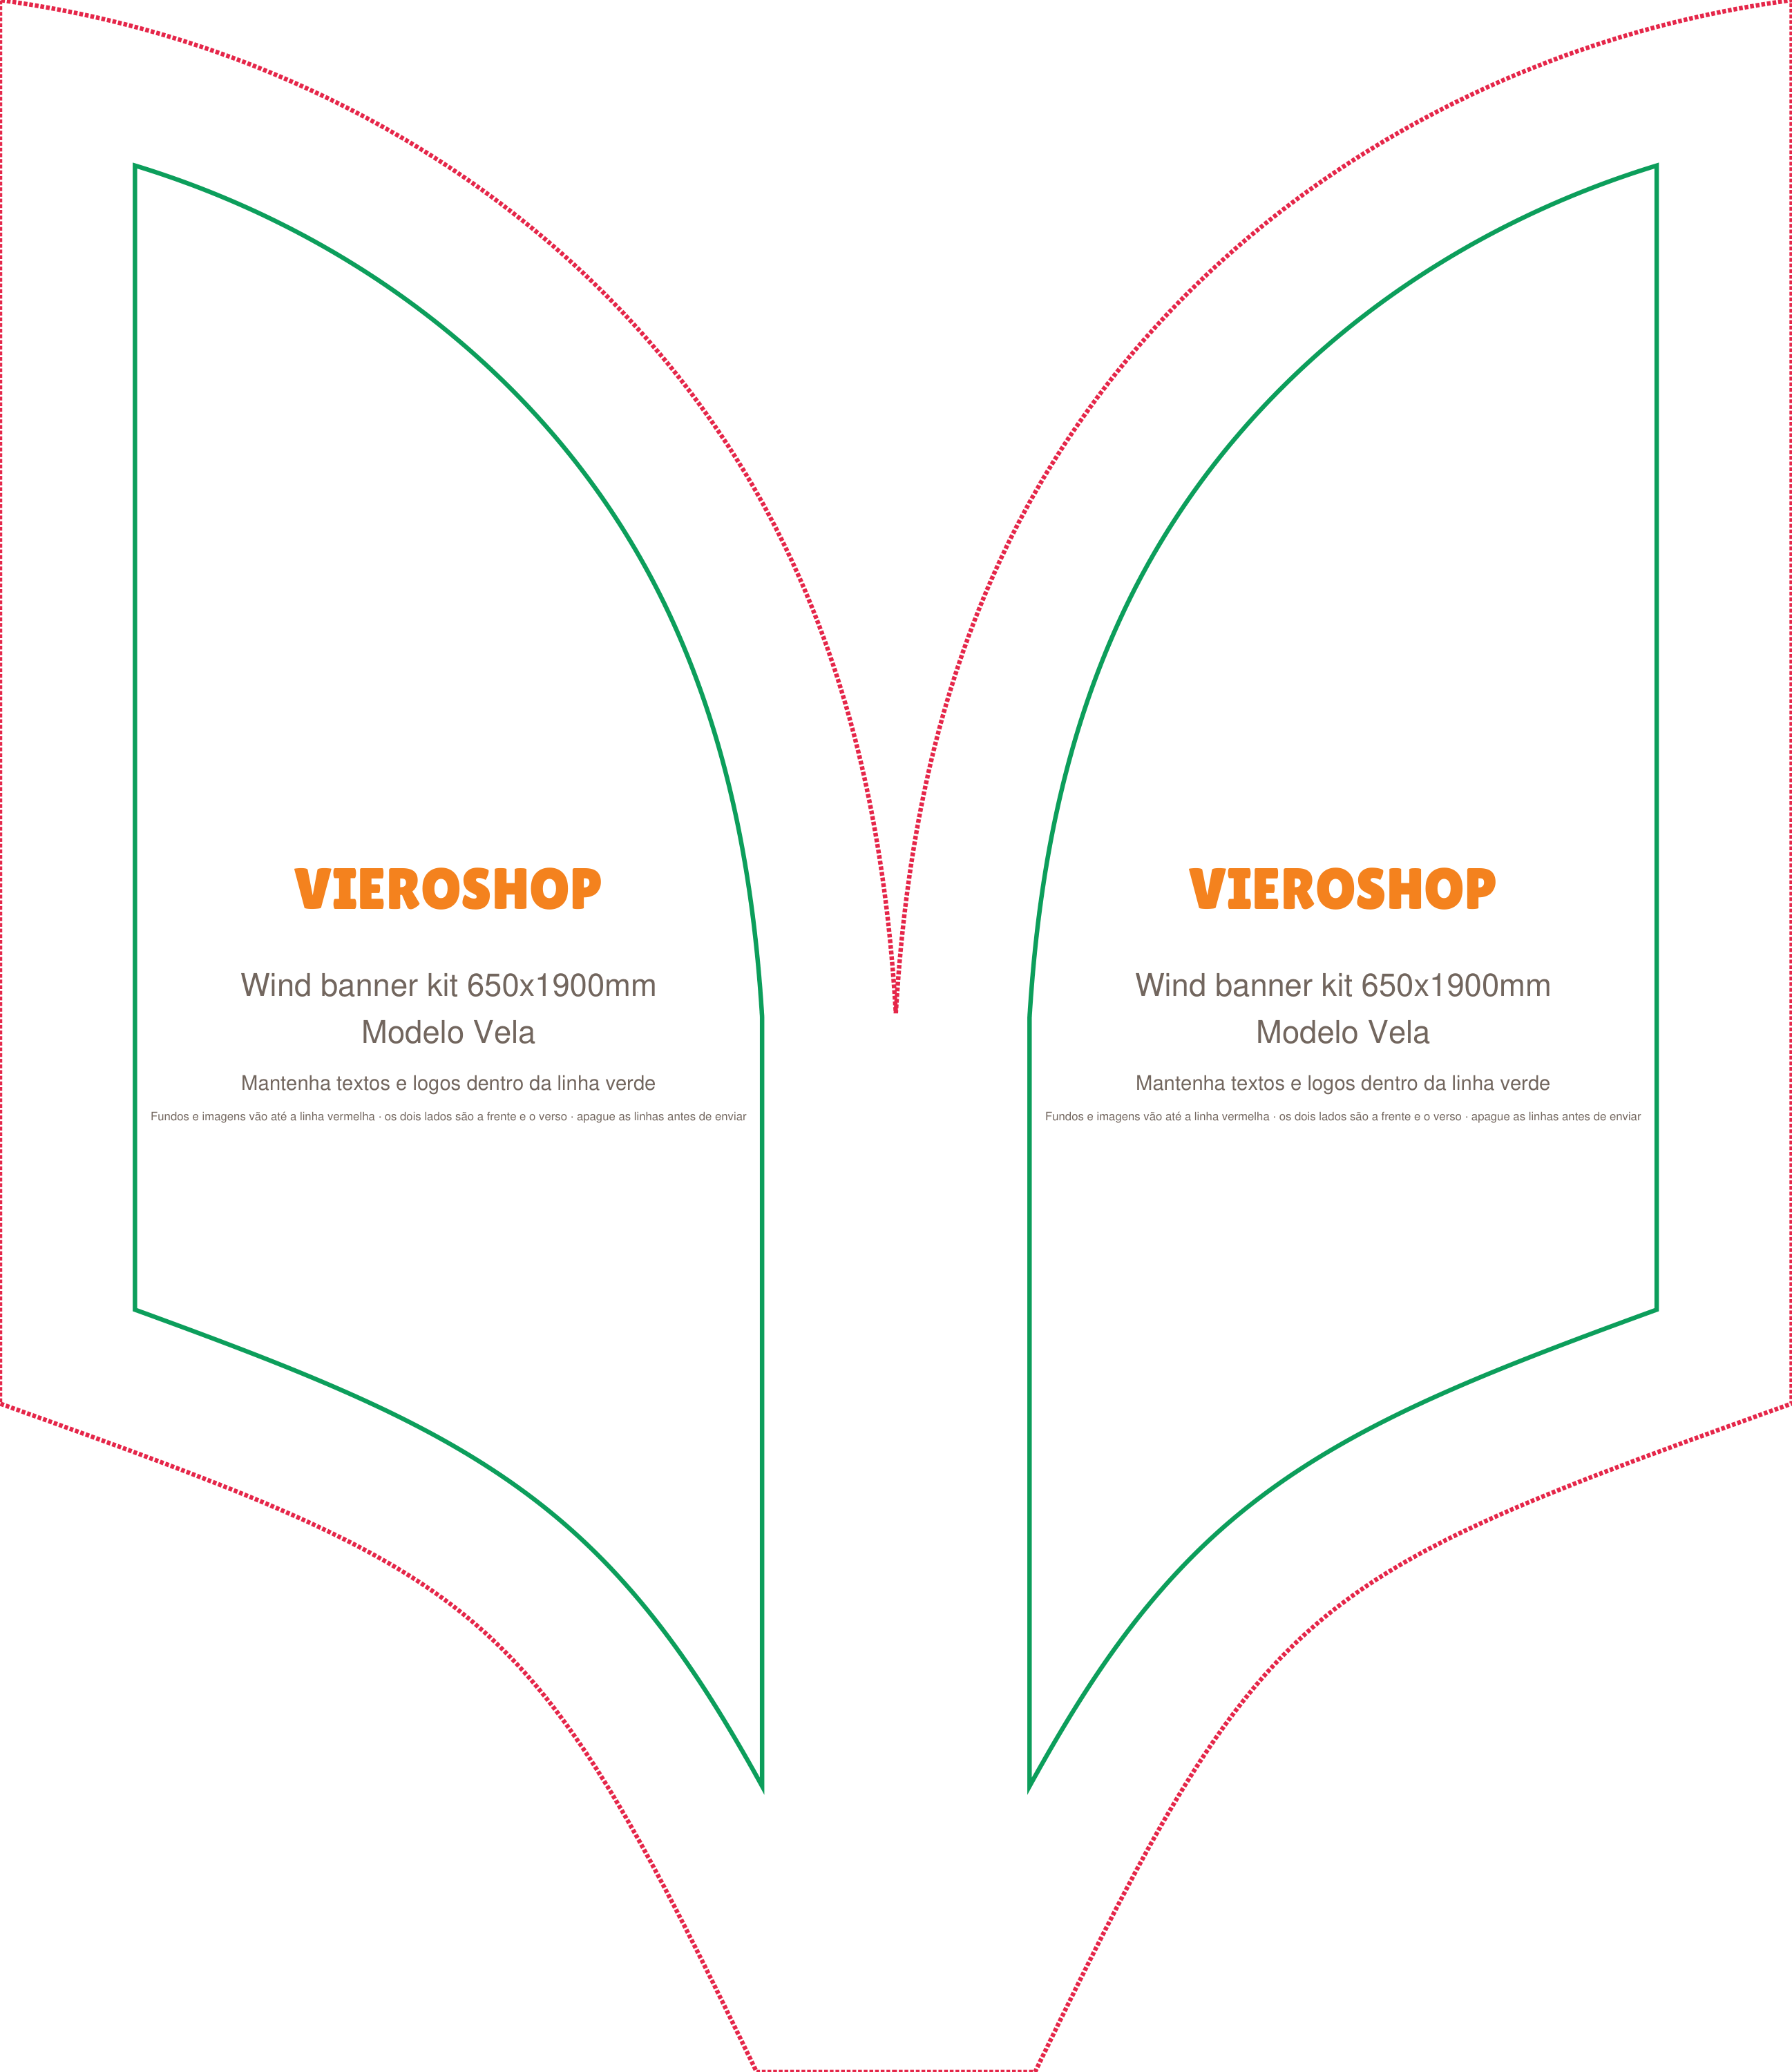 VIEROSHOP
Wind banner kit 650x1900mm
Modelo Vela
Mantenha textos e logos dentro da linha verde
Fundos e imagens vão até a linha vermelha · os dois lados são a frente e o verso · apague as linhas antes de enviar
VIEROSHOP
Wind banner kit 650x1900mm
Modelo Vela
Mantenha textos e logos dentro da linha verde
Fundos e imagens vão até a linha vermelha · os dois lados são a frente e o verso · apague as linhas antes de enviar